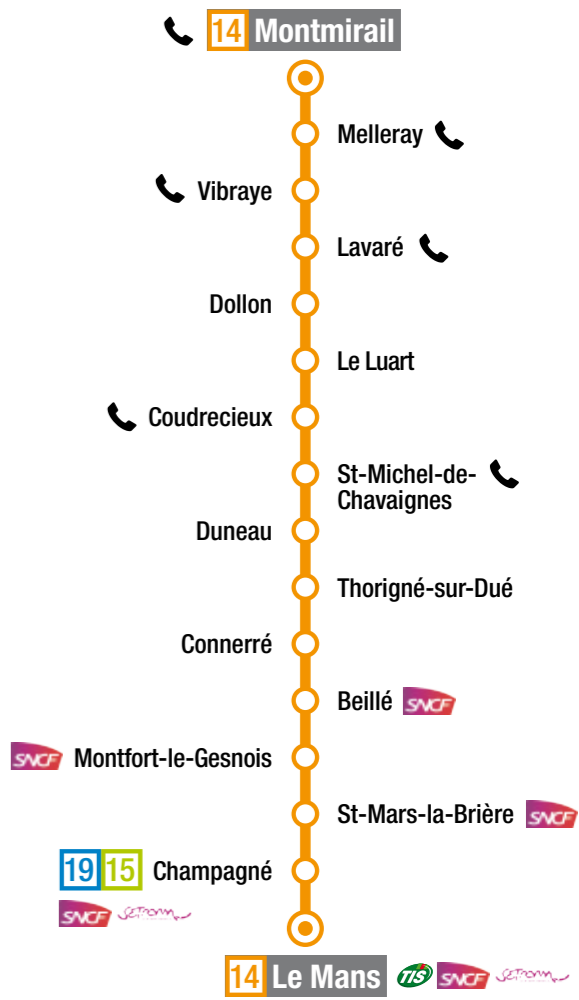 14 Montmirail
Melleray
Vibraye
Lavaré
Dollon
Le Luart
Coudrecieux
St-Michel-de-
Chavaignes
Duneau
Thorigné-sur-Dué
Connerré
Beillé SNCF
SNCF Montfort-le-Gesnois
St-Mars-la-Brière SNCF
19 15 Champagné
SNCF setram
14 Le Mans TIS SNCF setram